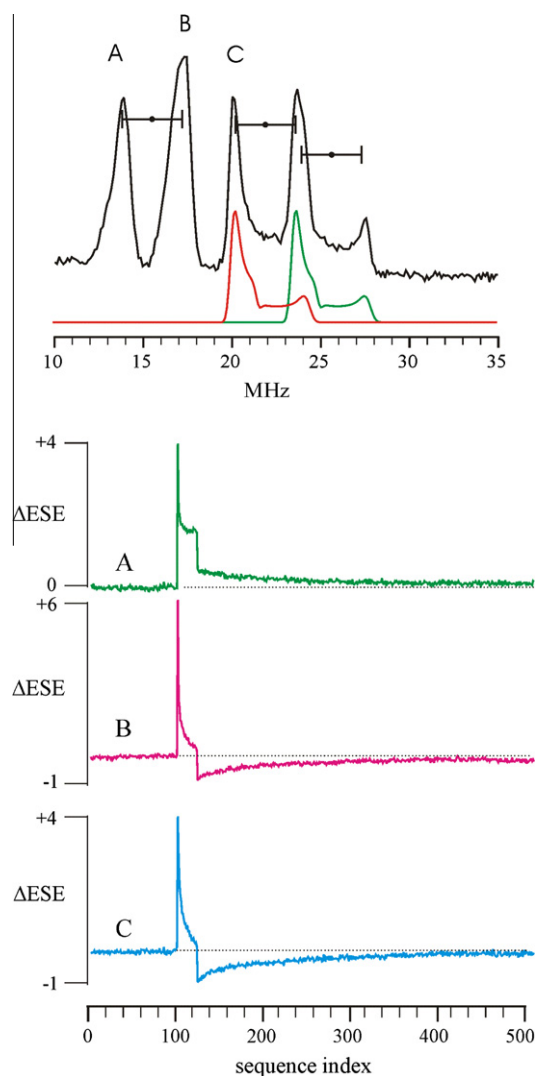 A B C
10 15 20 25 30 35
MHz
+4
ΔESE
A
0
+6
ΔESE
B
-1
+4
ΔESE
C
-1
0 100 200 300 400 500
sequence index